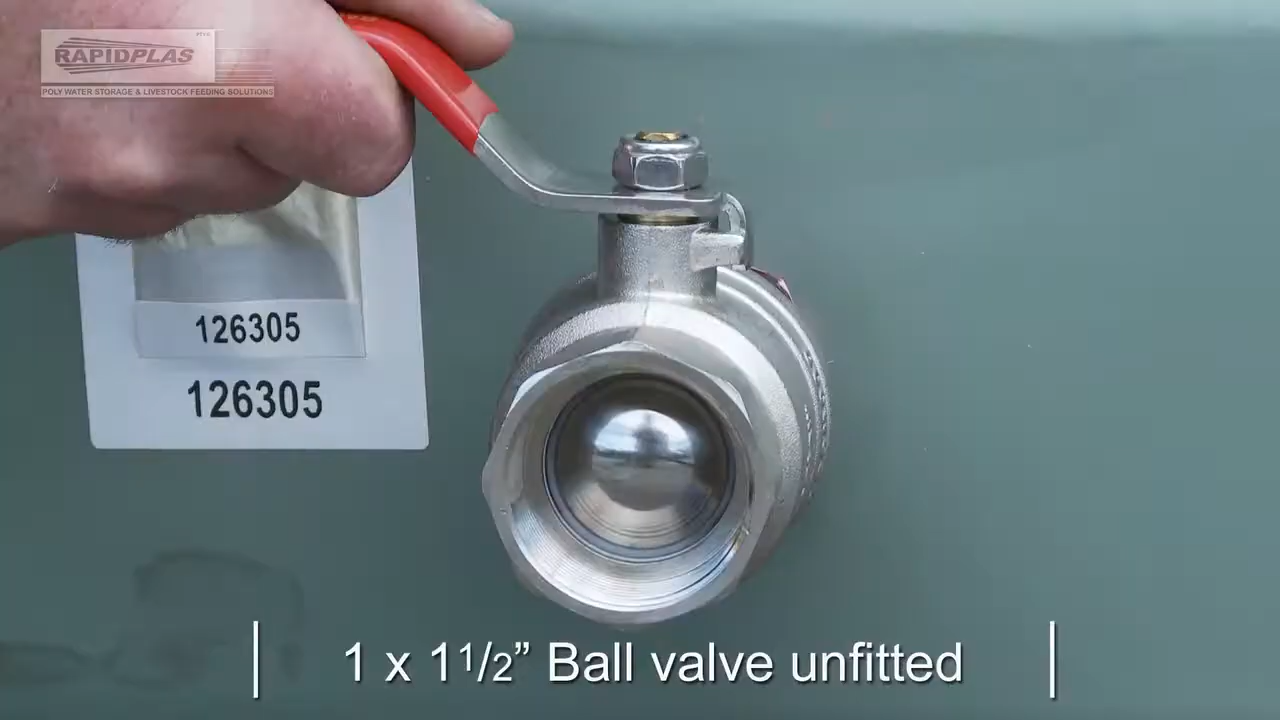 RAPIDPLAS
POLY WATER STORAGE & LIVESTOCK FEEDING SOLUTIONS
126305
126305
1 x 1 1/2” Ball valve unfitted